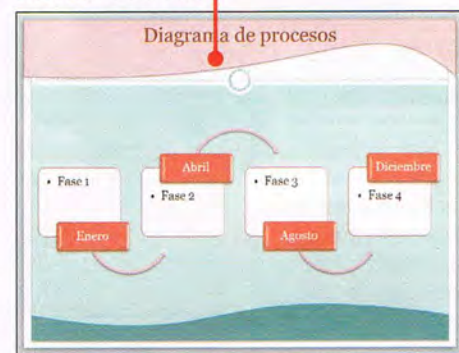 Diagrama de procesos
Abril
Diciembre
• Fase 1
• Fase 2
• Fase 3
• Fase 4
Enero
Agosto